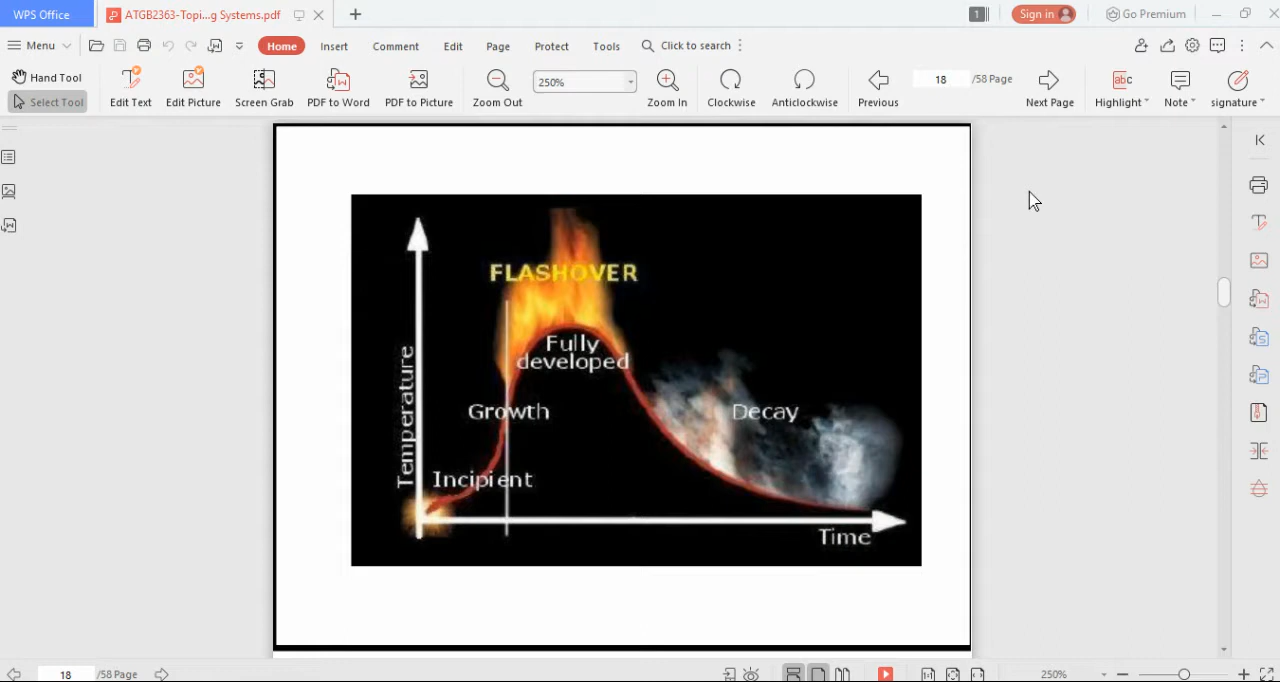 WPS Office
ATGB2363-Topi...g Systems.pdf
1
Sign in
Go Premium
Menu
Home
Insert
Comment
Edit
Page
Protect
Tools
Click to search
Hand Tool
Select Tool
Edit Text
Edit Picture
Screen Grab
PDF to Word
PDF to Picture
Zoom Out
250%
Zoom In
Clockwise
Anticlockwise
Previous
18 /58 Page
Next Page
abc
Highlight
Note
signature
FLASHOVER
Fully
developed
Growth
Decay
Incipient
Temperature
Time
18 /58 Page
250%